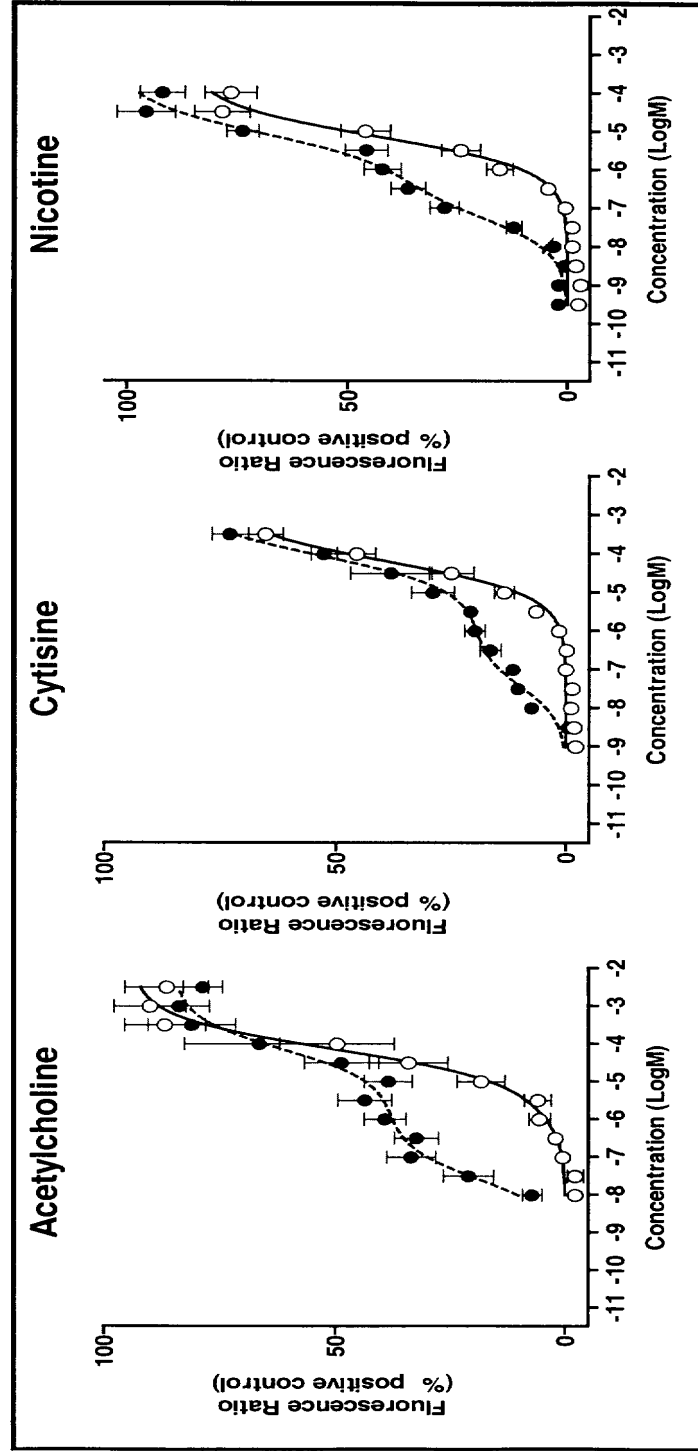 Acetylcholine
Fluorescence Ratio
(% positive control)
100
50
0
-11 -10 -9 -8 -7 -6 -5 -4 -3 -2
Concentration (LogM)
Cytisine
Fluorescence Ratio
(% positive control)
100
50
0
-11 -10 -9 -8 -7 -6 -5 -4 -3 -2
Concentration (LogM)
Nicotine
Fluorescence Ratio
(% positive control)
100
50
0
-11 -10 -9 -8 -7 -6 -5 -4 -3 -2
Concentration (LogM)